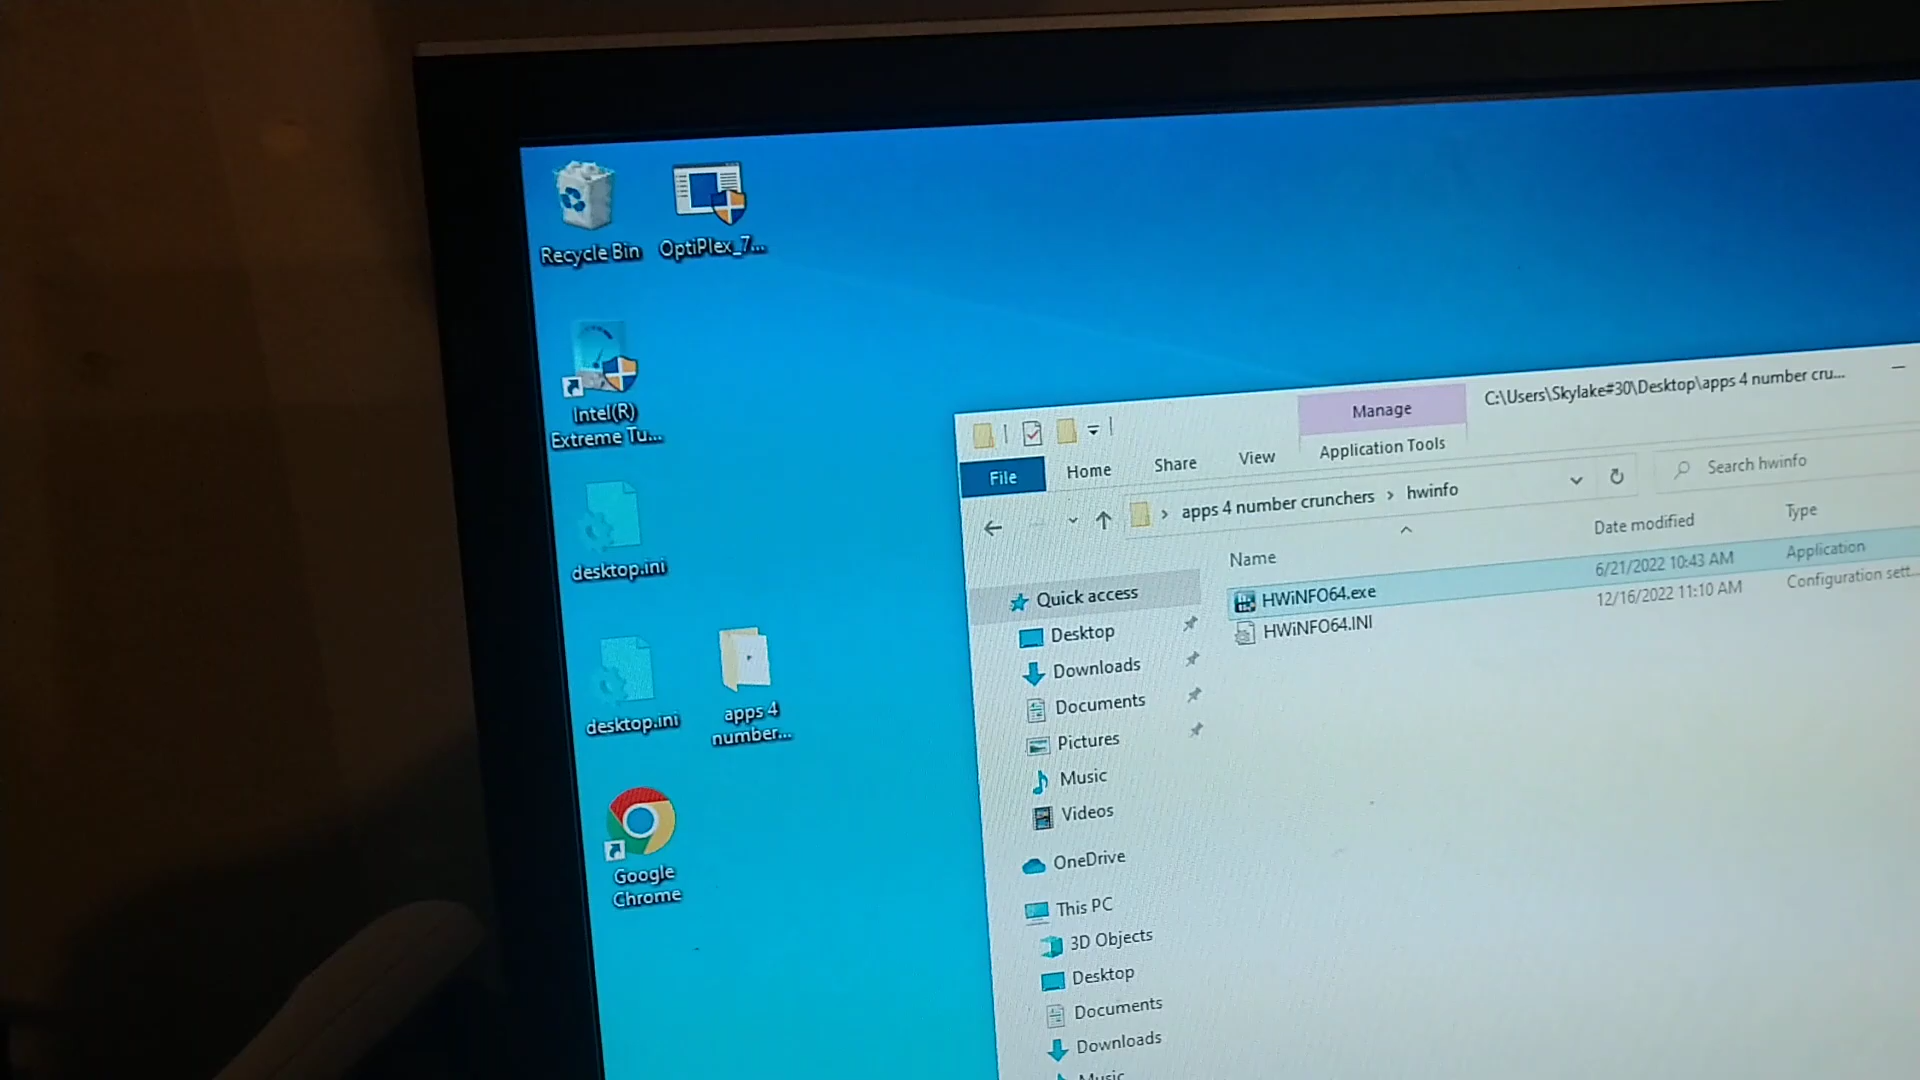 Recycle Bin
OptiPlex_7...
Intel(R)
Extreme Tu...
desktop.ini
desktop.ini
apps 4
number...
Google
Chrome
Manage
C:\Users\Skylake#30\Desktop\apps 4 number cru...
File
Home
Share
View
Application Tools
apps 4 number crunchers
hwinfo
Search hwinfo
Name
Date modified
Type
HWiNFO64.exe
6/21/2022 10:43 AM
Application
HWiNFO64.INI
12/16/2022 11:10 AM
Configuration sett...
Quick access
Desktop
Downloads
Documents
Pictures
Music
Videos
OneDrive
This PC
3D Objects
Desktop
Documents
Downloads
Music